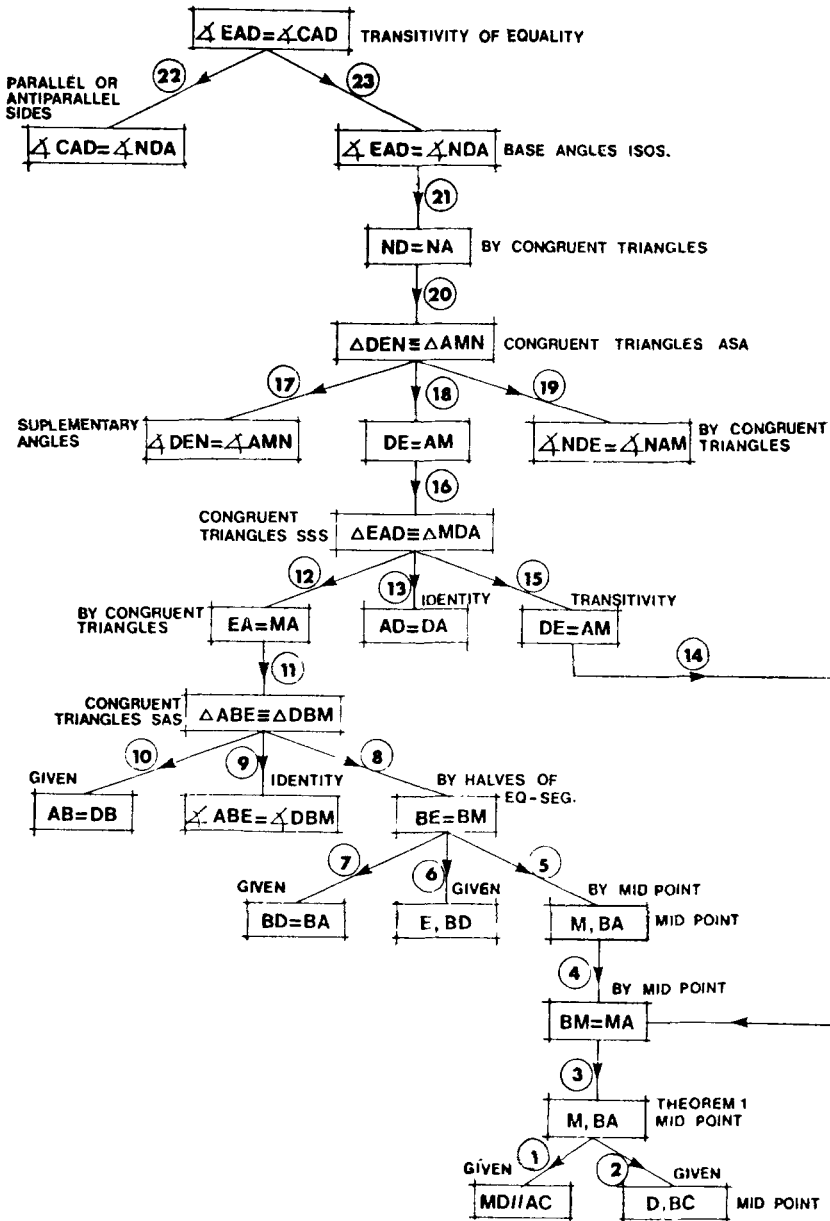 ∡ EAD=∡CAD TRANSITIVITY OF EQUALITY
22 23
PARALLEL OR
ANTIPARALLEL
SIDES
∡ CAD=∡NDA
∡ EAD=∡NDA BASE ANGLES ISOS.
21
ND=NA BY CONGRUENT TRIANGLES
20
△DEN≡△AMN CONGRUENT TRIANGLES ASA
17 18 19
SUPLEMENTARY
ANGLES
∡DEN=∡AMN
DE=AM
∡NDE=∡NAM
BY CONGRUENT
TRIANGLES
16
CONGRUENT
TRIANGLES SSS
△EAD≡△MDA
12 13 15
BY CONGRUENT
TRIANGLES
EA=MA
IDENTITY
AD=DA
TRANSITIVITY
DE=AM
14
11
CONGRUENT
TRIANGLES SAS
△ABE≡△DBM
10 9 8
GIVEN
AB=DB
IDENTITY
∡ ABE=∡DBM
BY HALVES OF
EQ-SEG.
BE=BM
7 6 5
GIVEN
BD=BA
GIVEN
E, BD
BY MID POINT
M, BA MID POINT
4
BY MID POINT
BM=MA
3
THEOREM 1
MID POINT
M, BA
1 2
GIVEN
MD//AC
GIVEN
D, BC MID POINT